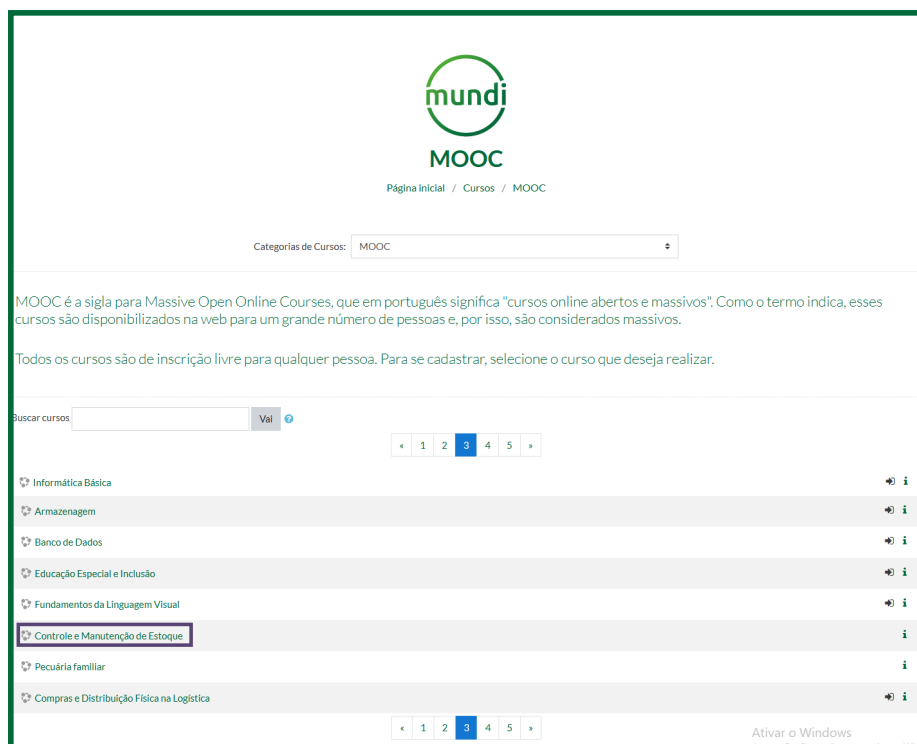 mundi
MOOC
Página inicial / Cursos / MOOC
Categorias de Cursos: MOOC
MOOC é a sigla para Massive Open Online Courses, que em português significa "cursos online abertos e massivos". Como o termo indica, esses
cursos são disponibilizados na web para um grande número de pessoas e, por isso, são considerados massivos.
Todos os cursos são de inscrição livre para qualquer pessoa. Para se cadastrar, selecione o curso que deseja realizar.
Buscar cursos Vai ?
« 1 2 3 4 5 »
Informática Básica
Armazenagem
Banco de Dados
Educação Especial e Inclusão
Fundamentos da Linguagem Visual
Controle e Manutenção de Estoque
Pecuária familiar
Compras e Distribuição Física na Logística
« 1 2 3 4 5 »
Ativar o Windows